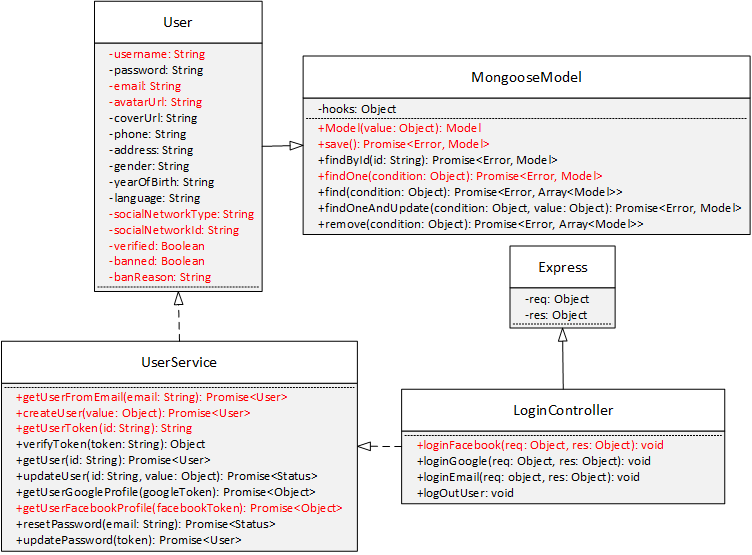 User
-username: String
-password: String
-email: String
-avatarUrl: String
-coverUrl: String
-phone: String
-address: String
-gender: String
-yearOfBirth: String
-language: String
-socialNetworkType: String
-socialNetworkId: String
-verified: Boolean
-banned: Boolean
-banReason: String
MongooseModel
-hooks: Object
+Model(value: Object): Model
+save(): Promise<Error, Model>
+findById(id: String): Promise<Error, Model>
+findOne(condition: Object): Promise<Error, Model>
+find(condition: Object): Promise<Error, Array<Model>>
+findOneAndUpdate(condition: Object, value: Object): Promise<Error, Model>
+remove(condition: Object): Promise<Error, Array<Model>>
Express
-req: Object
-res: Object
UserService
+getUserFromEmail(email: String): Promise<User>
+createUser(value: Object): Promise<User>
+getUserToken(id: String): String
+verifyToken(token: String): Object
+getUser(id: String): Promise<User>
+updateUser(id: String, value: Object): Promise<Status>
+getUserGoogleProfile(googleToken): Promise<Object>
+getUserFacebookProfile(facebookToken): Promise<Object>
+resetPassword(email: String): Promise<Status>
+updatePassword(token): Promise<User>
LoginController
+loginFacebook(req: Object, res: Object): void
+loginGoogle(req: Object, res: Object): void
+loginEmail(req: object, res: Object): void
+logOutUser: void